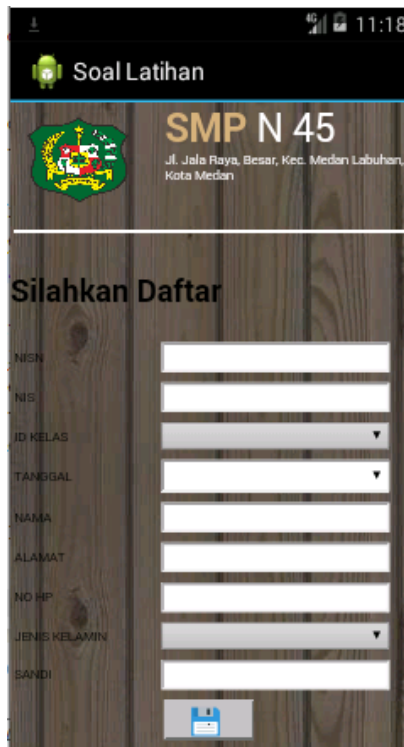 4G 11:18
Soal Latihan
SMP N 45
Jl. Jala Raya, Besar, Kec. Medan Labuhan,
Kota Medan
Silahkan Daftar
NISN
NIS
ID KELAS
TANGGAL
NAMA
ALAMAT
NO HP
JENIS KELAMIN
SANDI